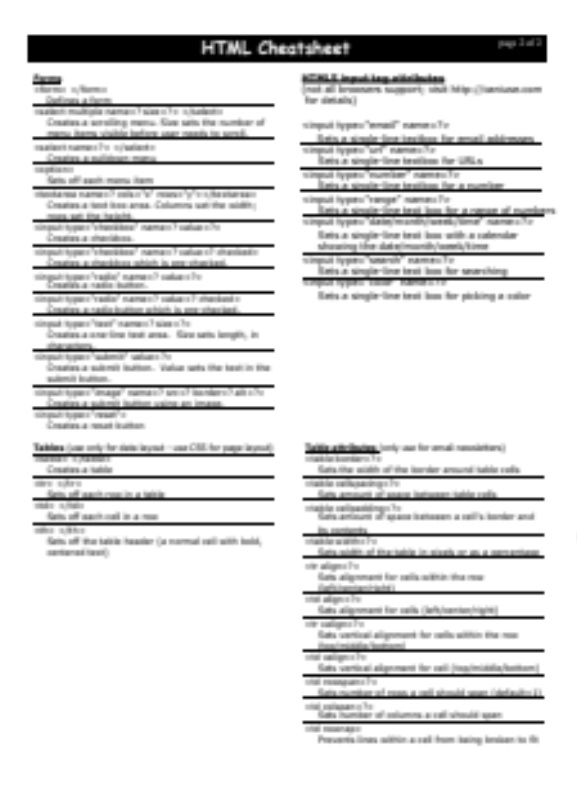 HTML Cheatsheet
page 2 of 2
Forms
<form> </form>
Defines a form
<select multiple name=? size=?> </select>
Creates a scrolling menu. Size sets the number of
menu items visible before user needs to scroll.
<select name=?> </select>
Creates a pulldown menu
<option>
Sets off each menu item
<textarea name=? cols="x" rows="y"></textarea>
Creates a text box area. Columns set the width;
rows set the height.
<input type="checkbox" name=? value=?>
Creates a checkbox.
<input type="checkbox" name=? value=? checked>
Creates a checkbox which is pre-checked.
<input type="radio" name=? value=?>
Creates a radio button.
<input type="radio" name=? value=? checked>
Creates a radio button which is pre-checked.
<input type="text" name=? size=?>
Creates a one-line text area. Size sets length, in
characters.
<input type="submit" value=?>
Creates a submit button. Value sets the text in the
submit button.
<input type="image" name=? src=? border=? alt=?>
Creates a submit button using an image.
<input type="reset">
Creates a reset button
HTML5 input tag attributes
(not all browsers support; visit http://caniuse.com
for details)
<input type="email" name=?>
Sets a single-line textbox for email addresses
<input type="url" name=?>
Sets a single-line textbox for URLs
<input type="number" name=?>
Sets a single-line textbox for a number
<input type="range" name=?>
Sets a single-line text box for a range of numbers
<input type="date/month/week/time" name=?>
Sets a single-line text box with a calendar
showing the date/month/week/time
<input type="search" name=?>
Sets a single-line text box for searching
<input type="color" name=?>
Sets a single-line text box for picking a color
Tables (use only for data layout - use CSS for page layout)
<table> </table>
Creates a table
<tr> </tr>
Sets off each row in a table
<td> </td>
Sets off each cell in a row
<th> </th>
Sets off the table header (a normal cell with bold,
centered text)
Table attributes (only use for email newsletters)
<table border=?>
Sets the width of the border around table cells
<table cellspacing=?>
Sets amount of space between table cells
<table cellpadding=?>
Sets amount of space between a cell's border and
its contents
<table width=?>
Sets width of the table in pixels or as a percentage
<tr align=?>
Sets alignment for cells within the row
(left/center/right)
<td align=?>
Sets alignment for cells (left/center/right)
<tr valign=?>
Sets vertical alignment for cells within the row
(top/middle/bottom)
<td valign=?>
Sets vertical alignment for cell (top/middle/bottom)
<td rowspan=?>
Sets number of rows a cell should span (default=1)
<td colspan=?>
Sets number of columns a cell should span
<td nowrap>
Prevents lines within a cell from being broken to fit